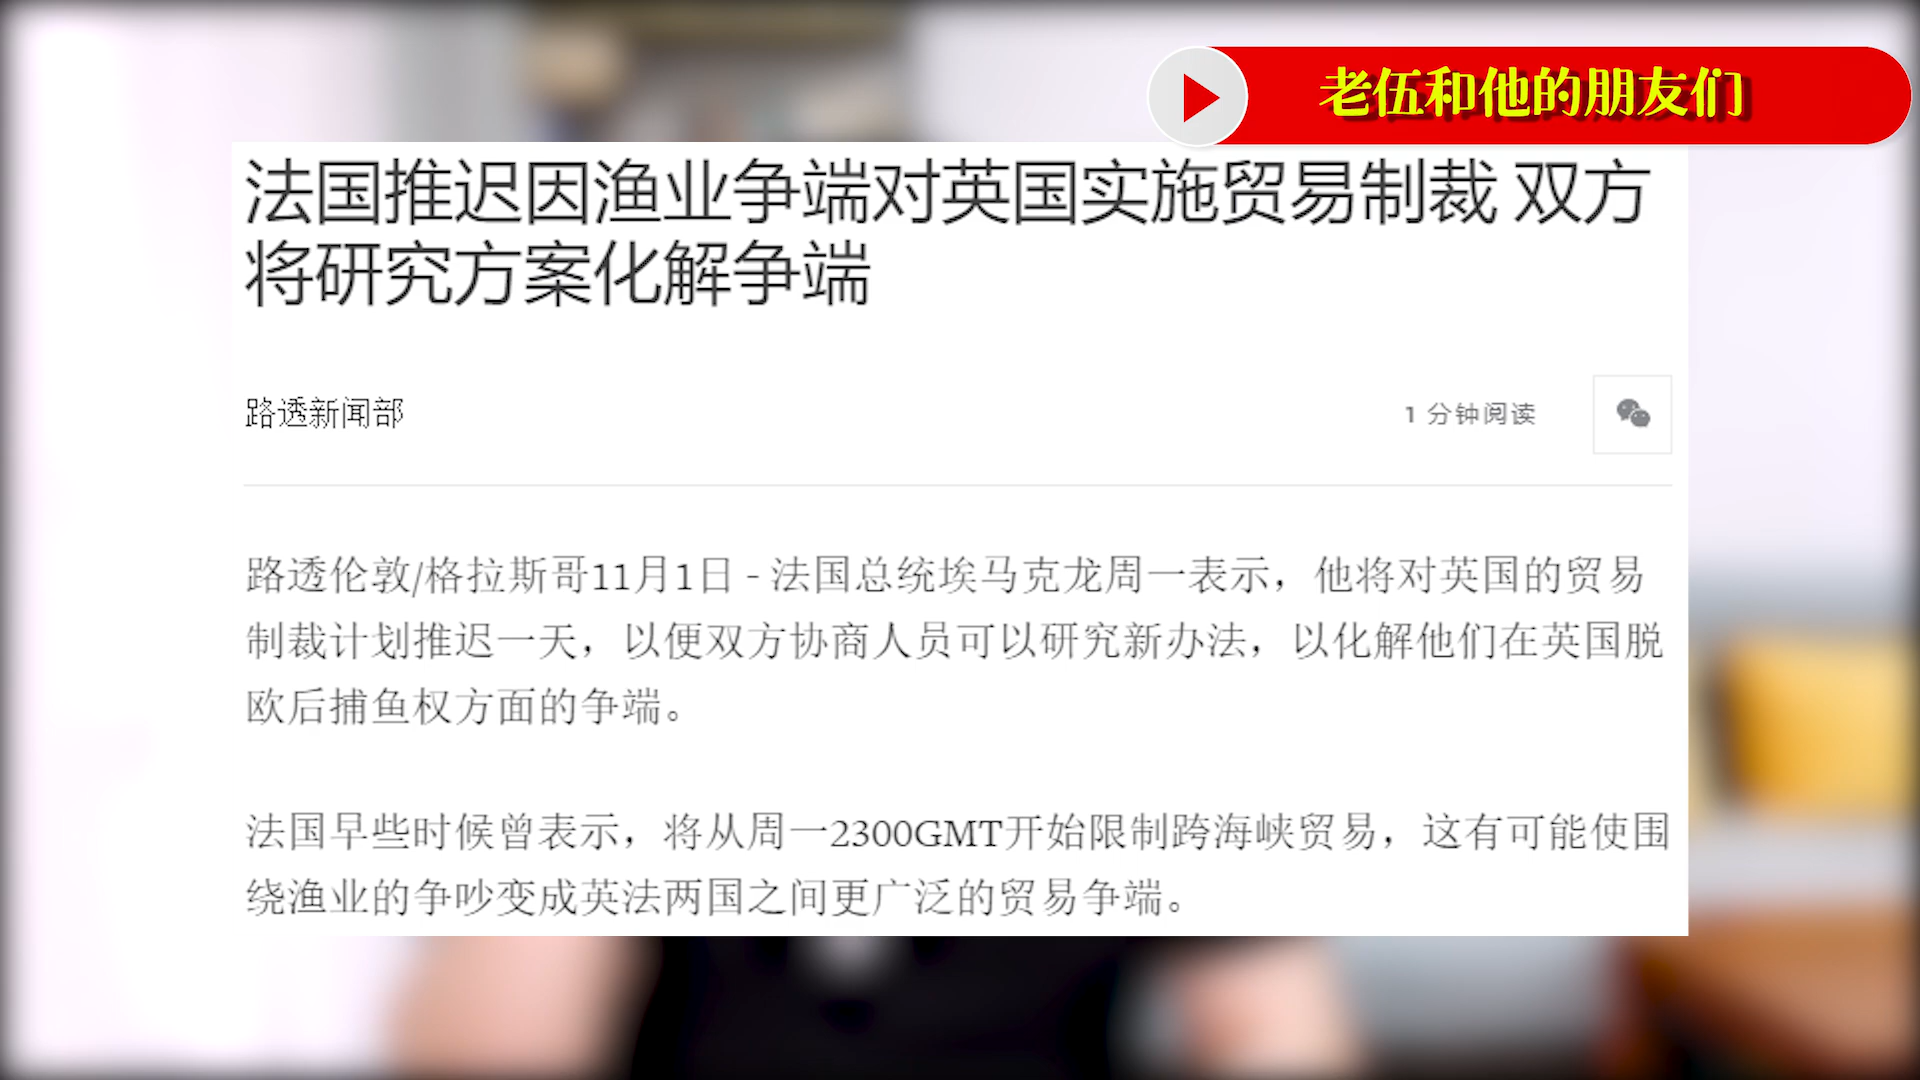 老伍和他的朋友们
法国推迟因渔业争端对英国实施贸易制裁 双方
将研究方案化解争端
路透新闻部
1 分钟阅读
路透伦敦/格拉斯哥11月1日 - 法国总统埃马克龙周一表示，他将对英国的贸易
制裁计划推迟一天，以便双方协商人员可以研究新办法，以化解他们在英国脱
欧后捕鱼权方面的争端。
法国早些时候曾表示，将从周一2300GMT开始限制跨海峡贸易，这有可能使围
绕渔业的争吵变成英法两国之间更广泛的贸易争端。